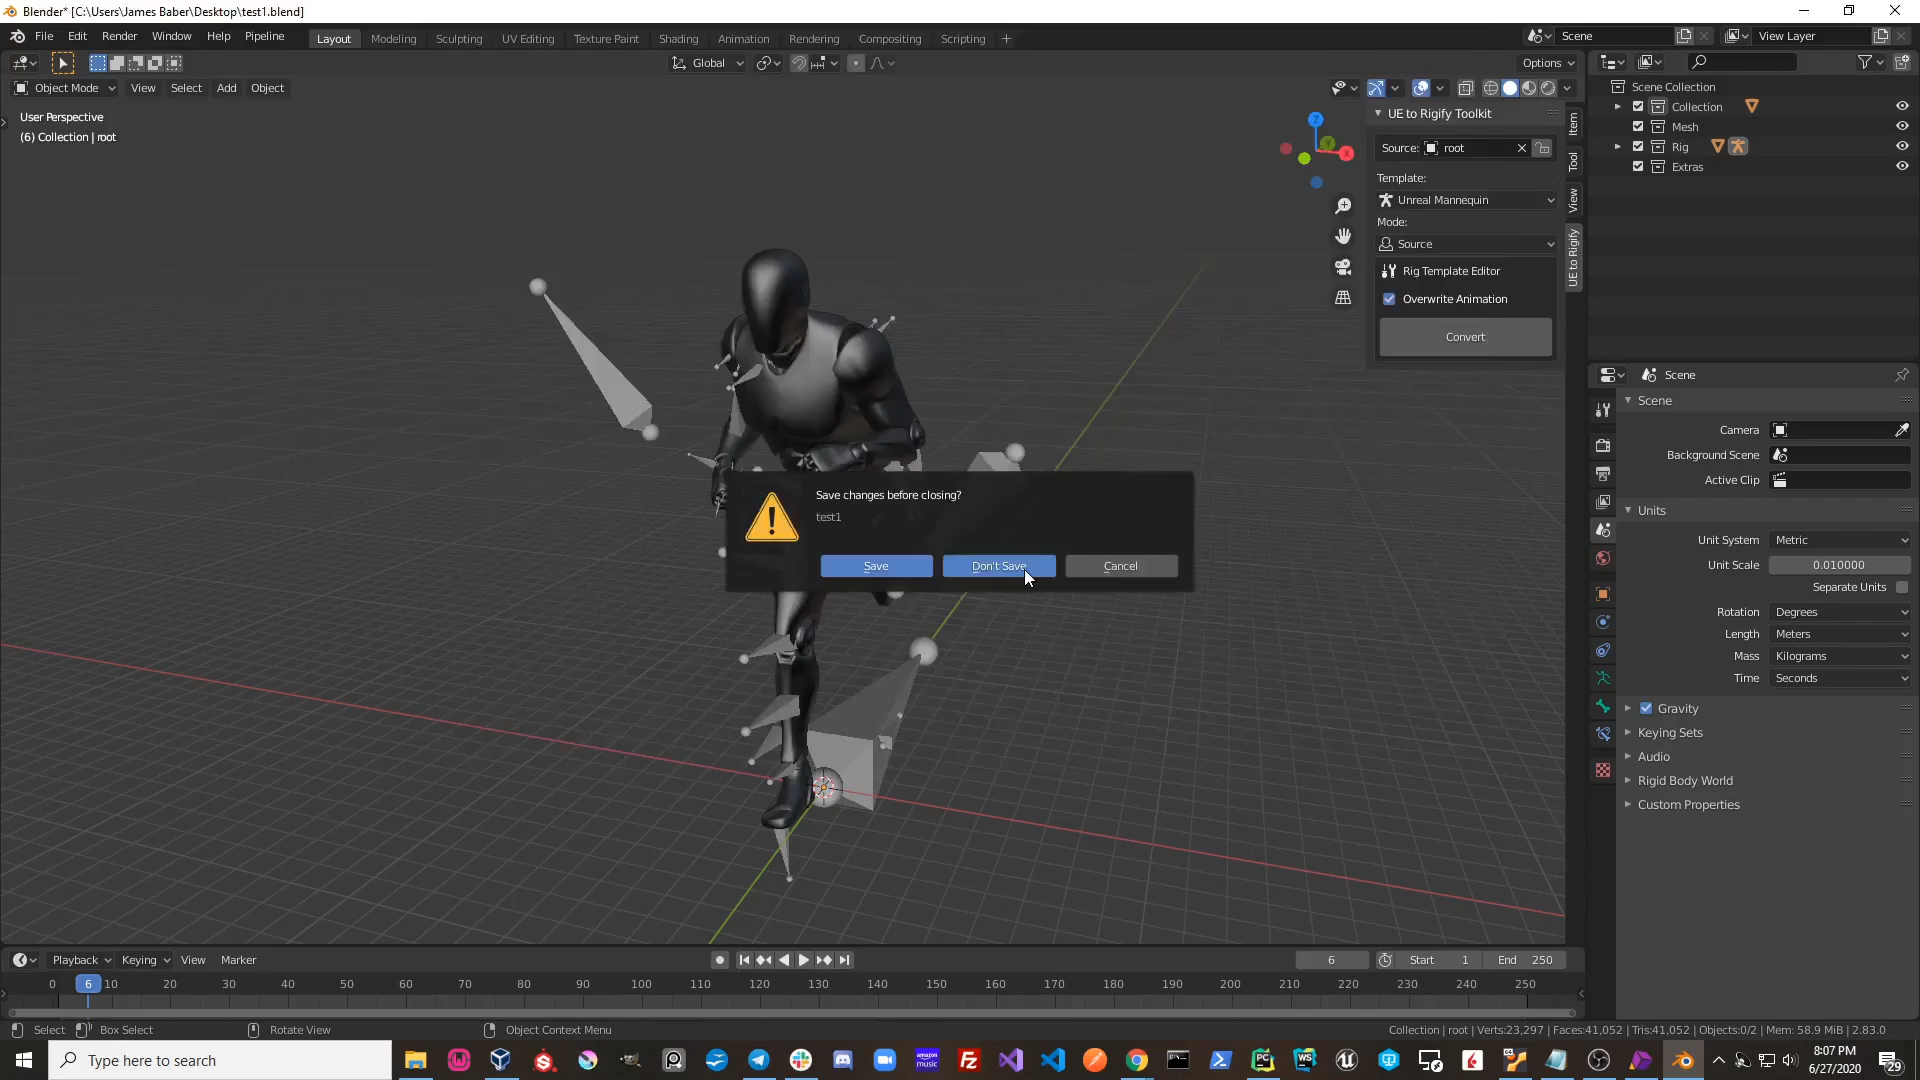 Blender* [C:\Users\James Baber\Desktop\test1.blend]
File Edit Render Window Help Pipeline
Layout Modeling Sculpting UV Editing Texture Paint Shading Animation Rendering Compositing Scripting +
Scene
View Layer
Global
Options
Object Mode View Select Add Object
User Perspective
(6) Collection | root
Z
Y
X
UE to Rigify Toolkit
Source: root
Template:
Unreal Mannequin
Mode:
Source
Rig Template Editor
Overwrite Animation
Convert
Item
Tool
View
UE to Rigify
Scene Collection
Collection
Mesh
Rig
Extras
Save changes before closing?
test1
Save Don't Save Cancel
Scene
Scene
Camera
Background Scene
Active Clip
Units
Unit System Metric
Unit Scale 0.010000
Separate Units
Rotation Degrees
Length Meters
Mass Kilograms
Time Seconds
Gravity
Keying Sets
Audio
Rigid Body World
Custom Properties
Playback Keying View Marker
6 Start 1 End 250
0 6 10 20 30 40 50 60 70 80 90 100 110 120 130 140 150 160 170 180 190 200 210 220 230 240 250
Select Box Select Rotate View Object Context Menu
Collection | root | Verts:23,297 | Faces:41,052 | Tris:41,052 | Objects:0/2 | Mem: 58.9 MiB | 2.83.0
Type here to search
amazon music
Fz
PC
WS
8:07 PM
6/27/2020
29